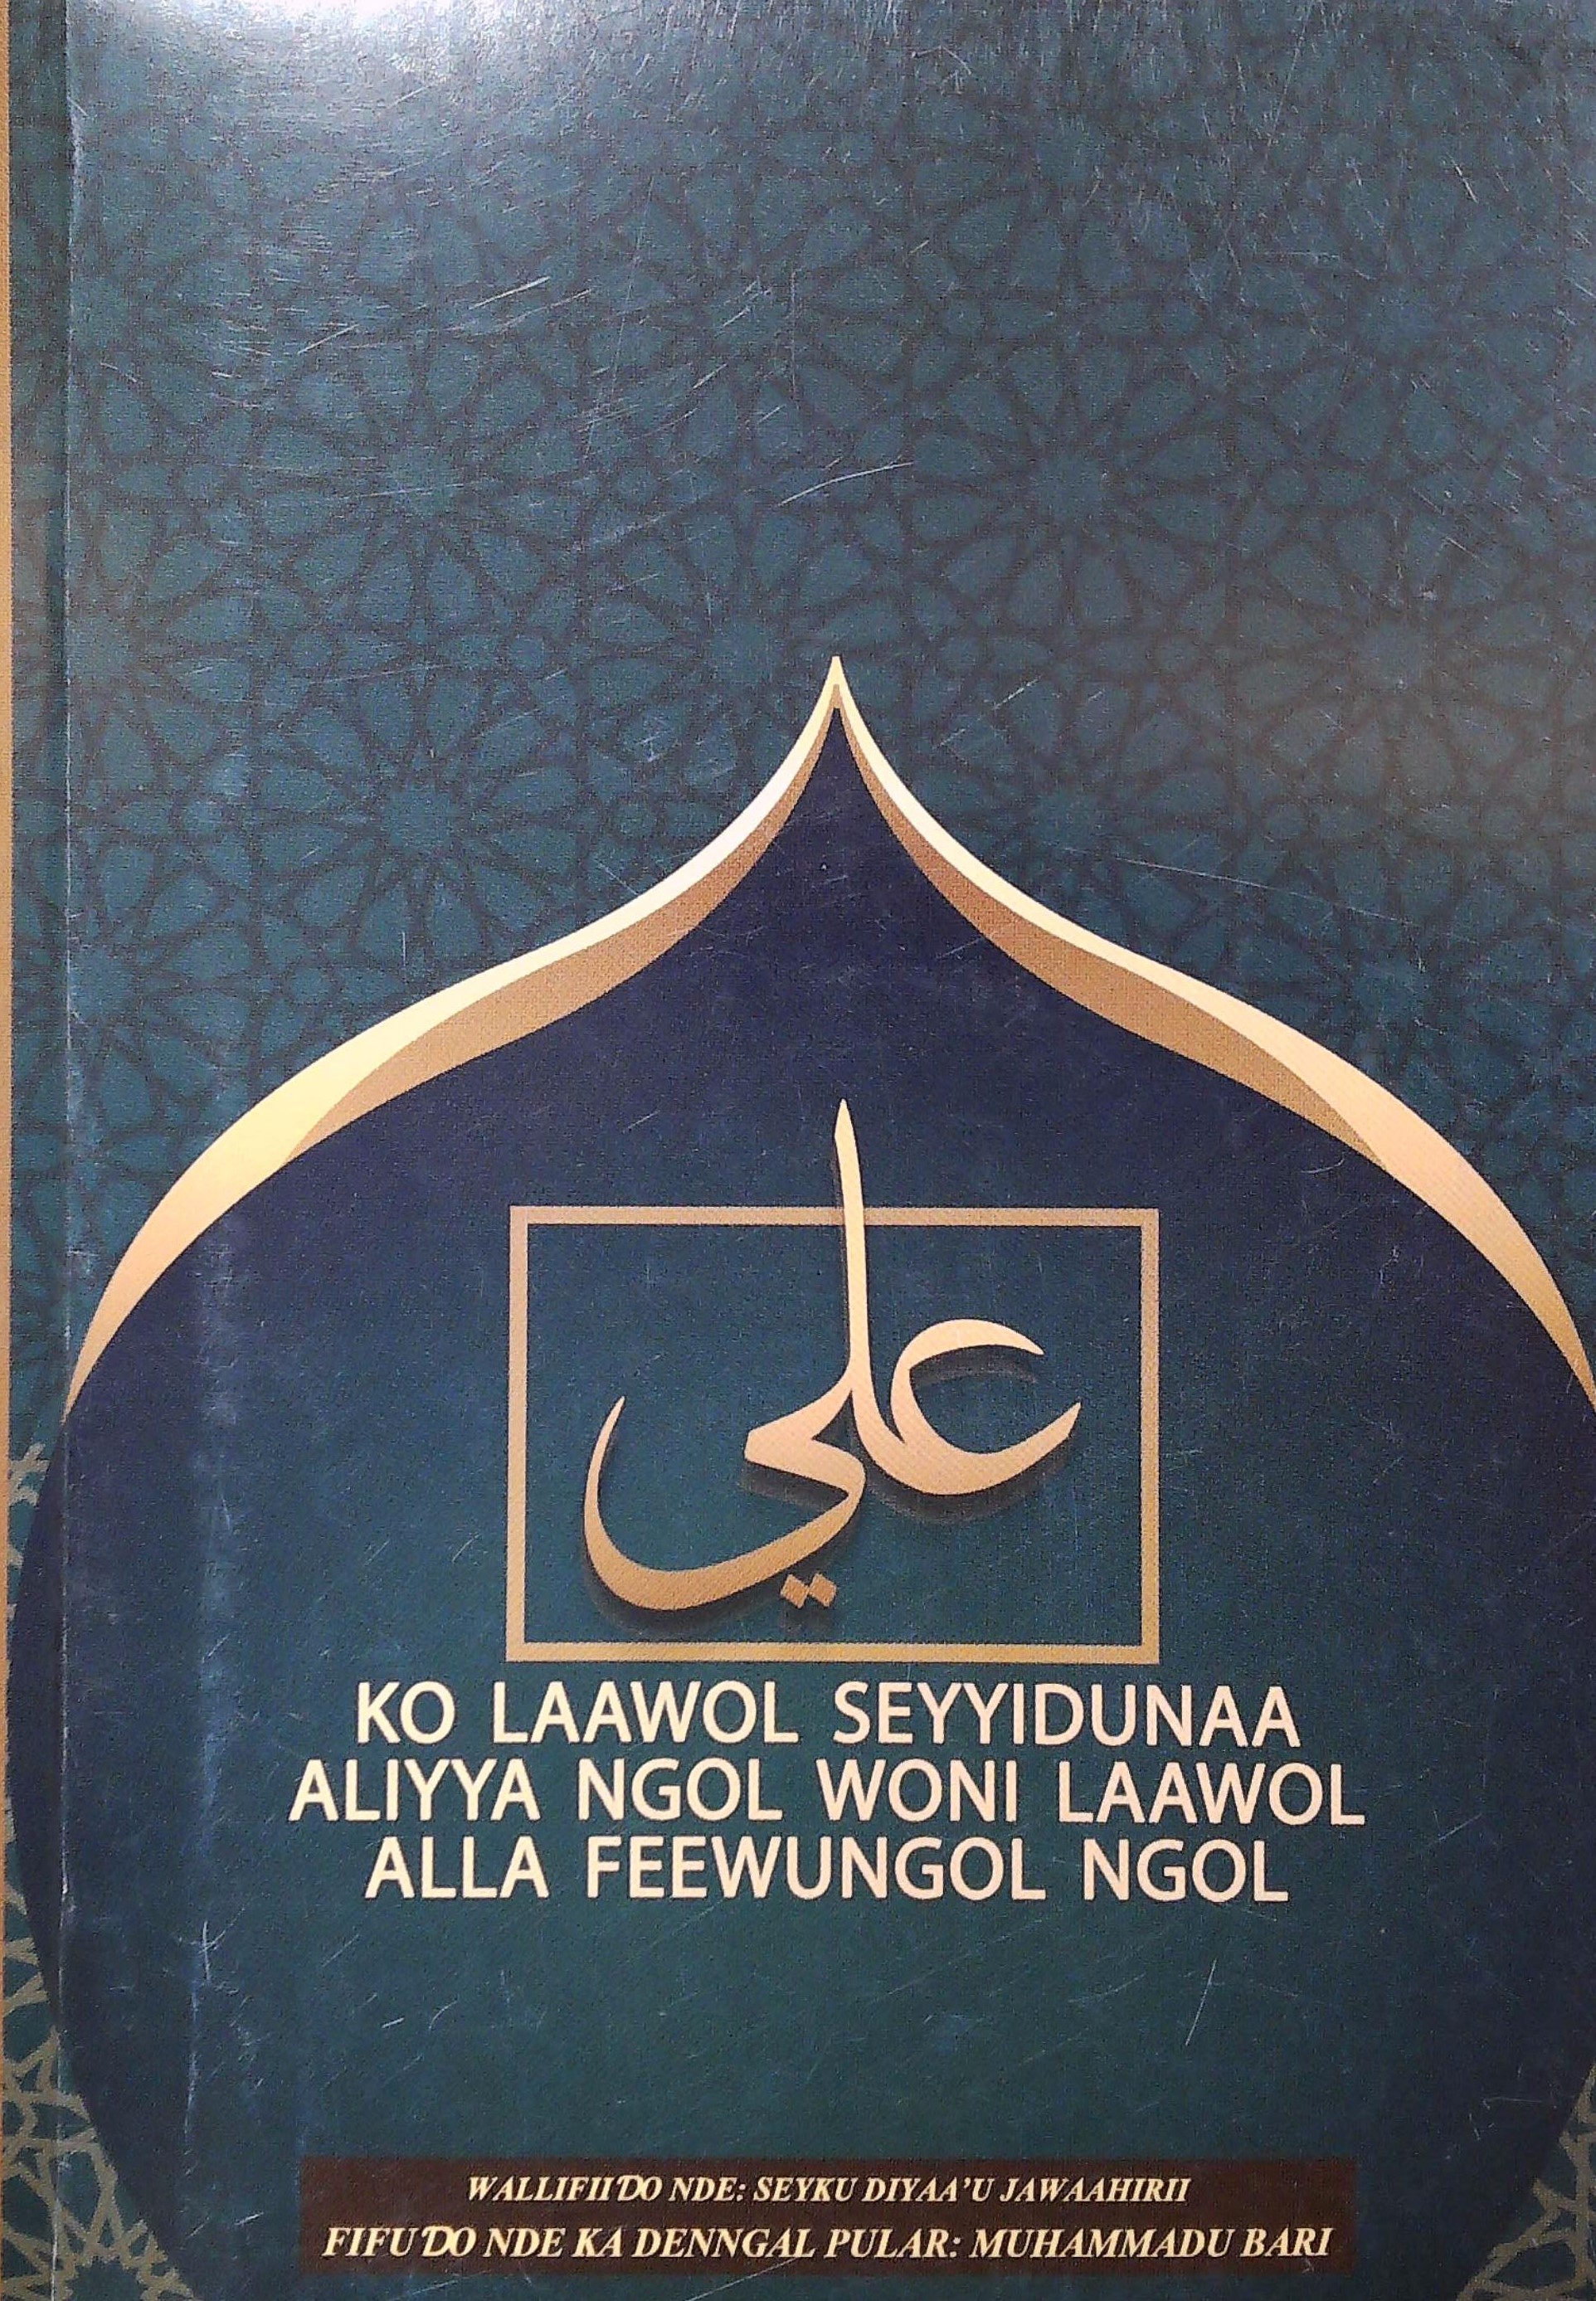 علي
KO LAAWOL SEYYIDUNAA
ALIYYA NGOL WONI LAAWOL
ALLA FEEWUNGOL NGOL
WALLIFIIƊO NDE: SEYKU DIYAA'U JAWAAHIRII
FIFUƊO NDE KA DENNGAL PULAR: MUHAMMADU BARI